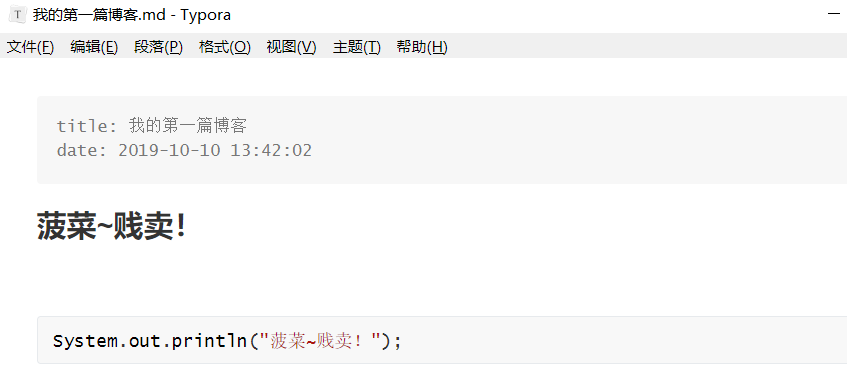 T 我的第一篇博客.md - Typora
文件(F) 编辑(E) 段落(P) 格式(O) 视图(V) 主题(T) 帮助(H)
title: 我的第一篇博客
date: 2019-10-10 13:42:02
菠菜~贱卖！
System.out.println("菠菜~贱卖！");